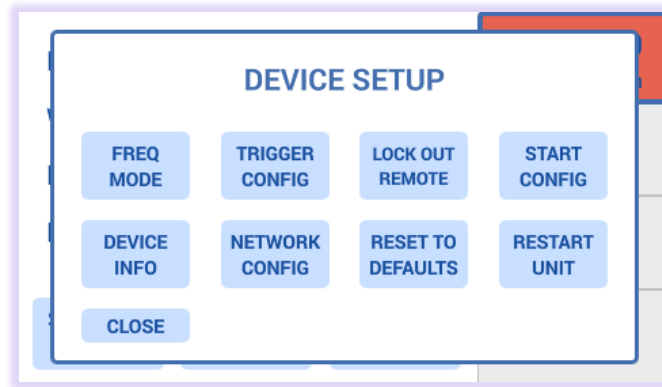 DEVICE SETUP
FREQ
MODE
TRIGGER
CONFIG
LOCK OUT
REMOTE
START
CONFIG
DEVICE
INFO
NETWORK
CONFIG
RESET TO
DEFAULTS
RESTART
UNIT
CLOSE